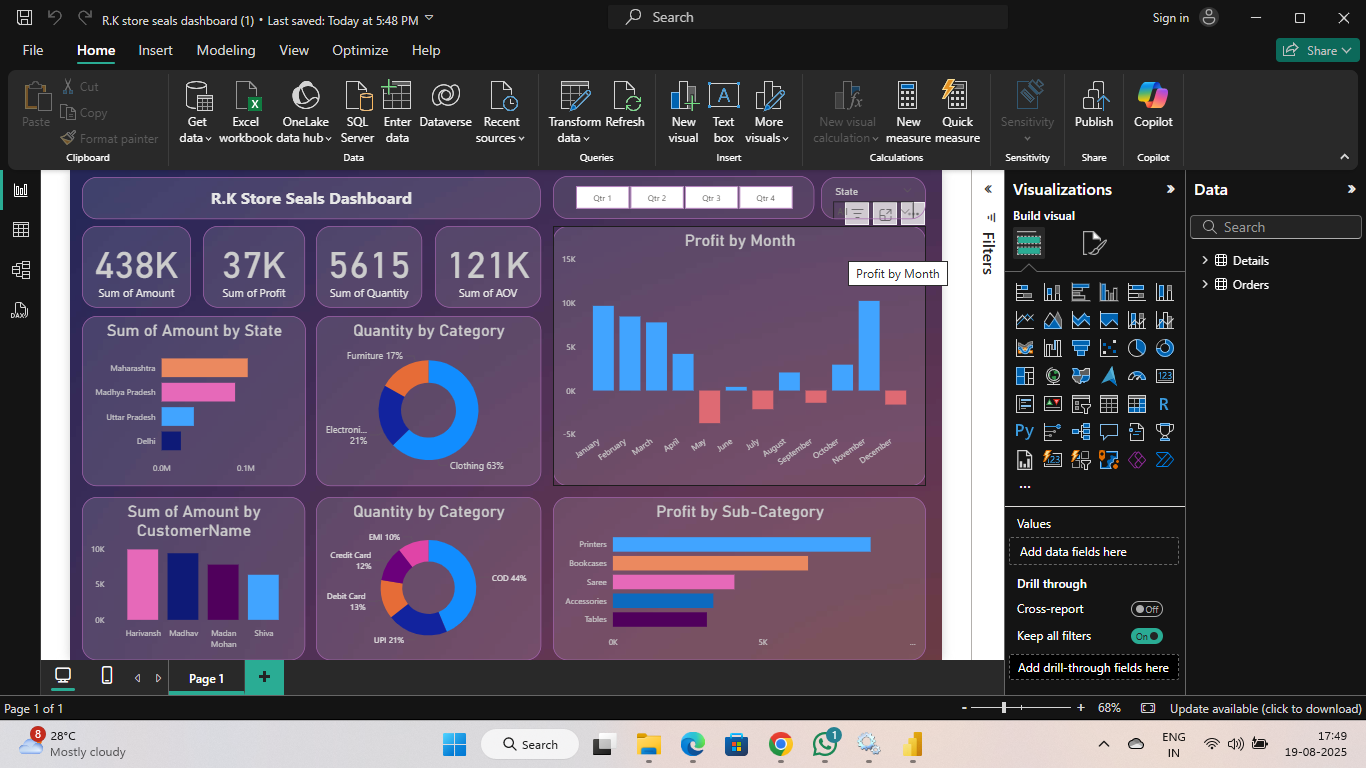 R.K store seals dashboard (1) • Last saved: Today at 5:48 PM
Search
Sign in
File
Home
Insert
Modeling
View
Optimize
Help
Share
Paste
Cut
Copy
Format painter
Clipboard
Get data
Excel workbook
OneLake data hub
SQL Server
Enter data
Dataverse
Recent sources
Data
Transform data
Refresh
Queries
New visual
Text box
More visuals
Insert
New visual calculation
New measure
Quick measure
Calculations
Sensitivity
Sensitivity
Publish
Share
Copilot
Copilot
R.K Store Seals Dashboard
Qtr 1
Qtr 2
Qtr 3
Qtr 4
State
438K
Sum of Amount
37K
Sum of Profit
5615
Sum of Quantity
121K
Sum of AOV
Profit by Month
Profit by Month
15K
10K
5K
0K
-5K
January
February
March
April
May
June
July
August
September
October
November
December
Sum of Amount by State
Maharashtra
Madhya Pradesh
Uttar Pradesh
Delhi
0.0M
0.1M
Quantity by Category
Furniture 17%
Electroni...
21%
Clothing 63%
Sum of Amount by
CustomerName
10K
5K
0K
Harivansh
Madhav
Madan
Mohan
Shiva
Quantity by Category
EMI 10%
Credit Card
12%
Debit Card
13%
UPI 21%
COD 44%
Profit by Sub-Category
Printers
Bookcases
Saree
Accessories
Tables
0K
5K
Filters
Visualizations
Build visual
R
Py
123
Values
Add data fields here
Drill through
Cross-report
Off
Keep all filters
On
Add drill-through fields here
Data
Search
Details
Orders
Page 1
Page 1 of 1
68%
Update available (click to download)
8
28°C
Mostly cloudy
Search
1
ENG
IN
17:49
19-08-2025